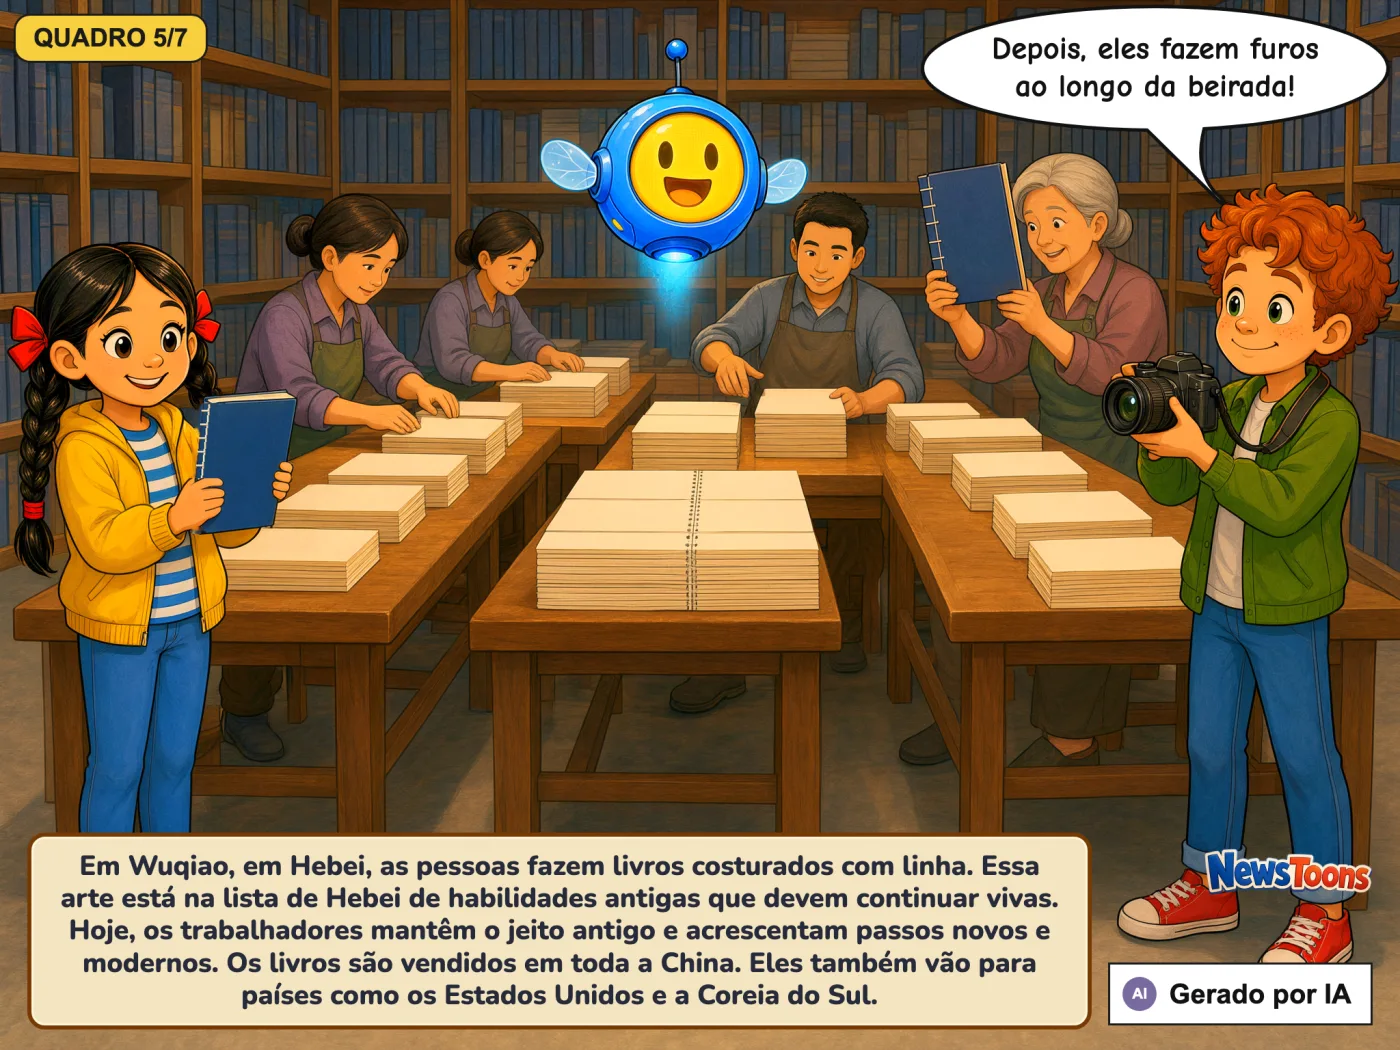 QUADRO 5/7
Depois, eles fazem furos
ao longo da beirada!
Em Wuqiao, em Hebei, as pessoas fazem livros costurados com linha. Essa
arte está na lista de Hebei de habilidades antigas que devem continuar vivas.
Hoje, os trabalhadores mantêm o jeito antigo e acrescentam passos novos e
modernos. Os livros são vendidos em toda a China. Eles também vão para
países como os Estados Unidos e a Coreia do Sul.
NEWSTOONS
AI Gerado por IA